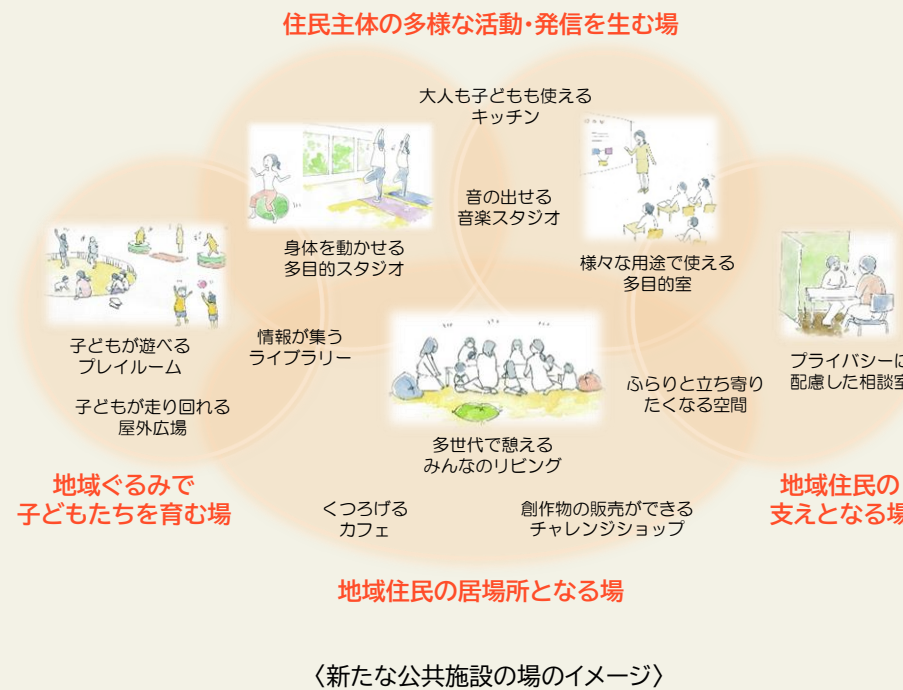 住民主体の多様な活動・発信を生む場
大人も子どもも使える
キッチン
音の出せる
音楽スタジオ
身体を動かせる
多目的スタジオ
様々な用途で使える
多目的室
子どもが遊べる
プレイルーム
情報が集う
ライブラリー
プライバシーに
配慮した相談室
ふらりと立ち寄り
たくなる空間
子どもが走り回れる
屋外広場
多世代で憩える
みんなのリビング
地域ぐるみで
子どもたちを育む場
地域住民の
支えとなる場
くつろげる
カフェ
創作物の販売ができる
チャレンジショップ
地域住民の居場所となる場
〈新たな公共施設の場のイメージ〉